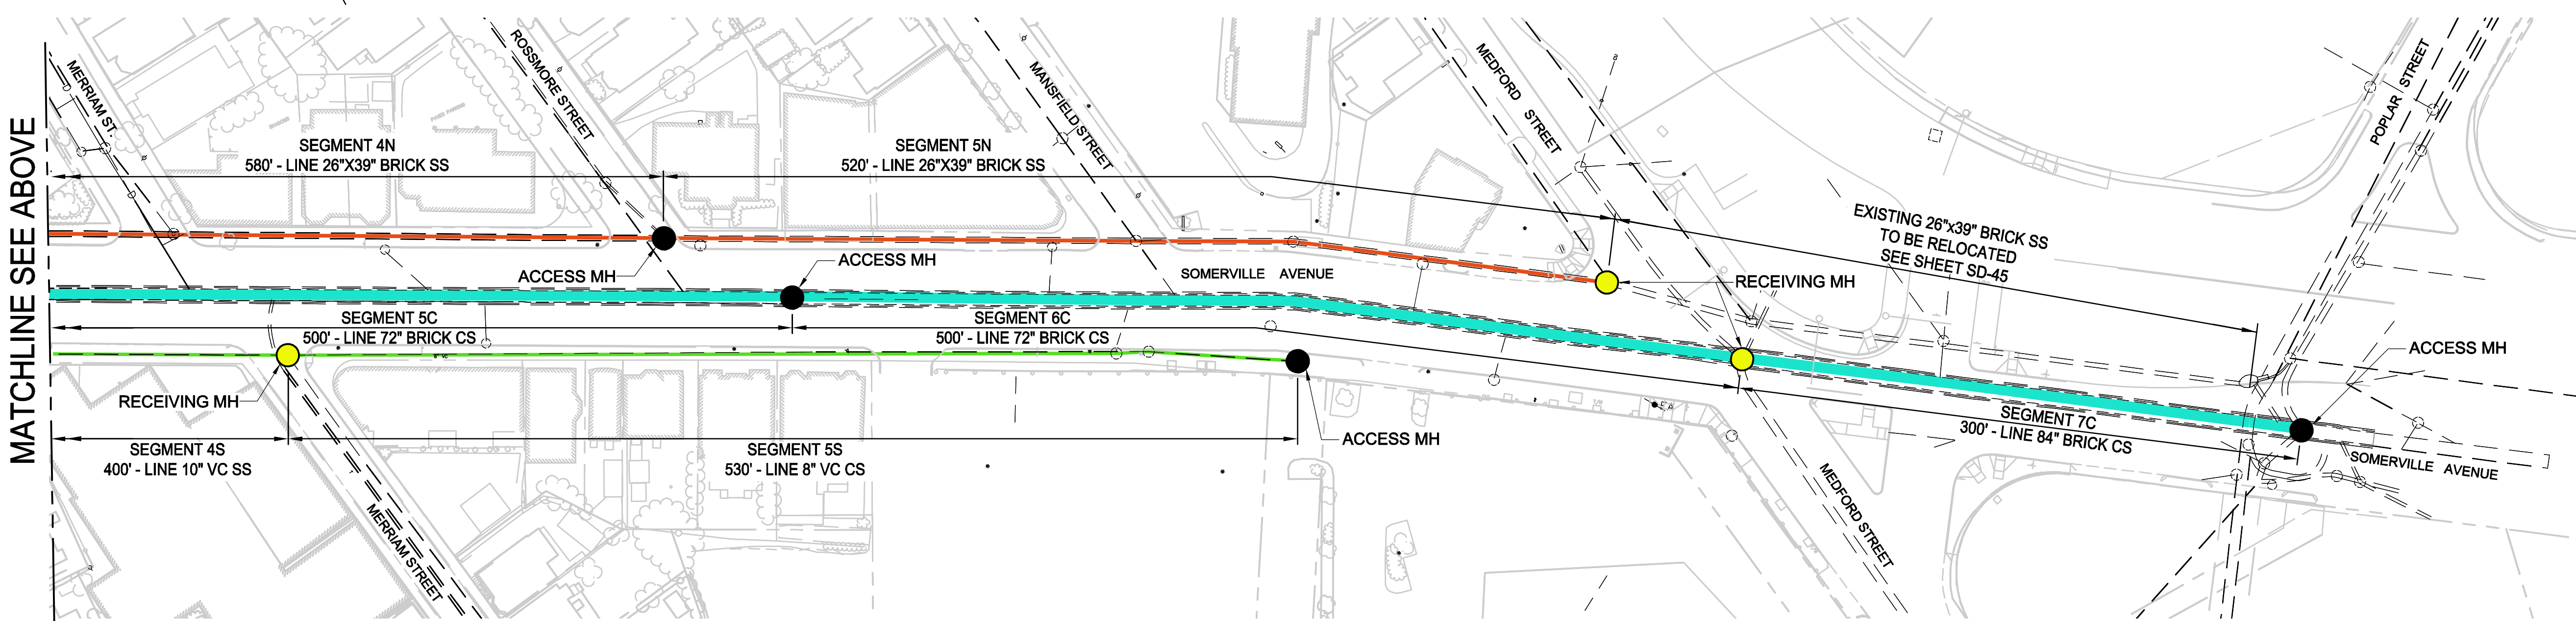 MATCHLINE SEE ABOVE
MERRIAM ST.
ROSSMORE STREET
MANSFIELD STREET
MEDFORD STREET
POPLAR STREET
SEGMENT 4N
580' - LINE 26"X39" BRICK SS
SEGMENT 5N
520' - LINE 26"X39" BRICK SS
EXISTING 26"x39" BRICK SS
TO BE RELOCATED
SEE SHEET SD-45
ACCESS MH
ACCESS MH
SOMERVILLE AVENUE
RECEIVING MH
SEGMENT 5C
500' - LINE 72" BRICK CS
SEGMENT 6C
500' - LINE 72" BRICK CS
ACCESS MH
RECEIVING MH
SEGMENT 7C
300' - LINE 84" BRICK CS
ACCESS MH
SEGMENT 4S
400' - LINE 10" VC SS
SEGMENT 5S
530' - LINE 8" VC CS
SOMERVILLE AVENUE
MERRIAM STREET
MEDFORD STREET